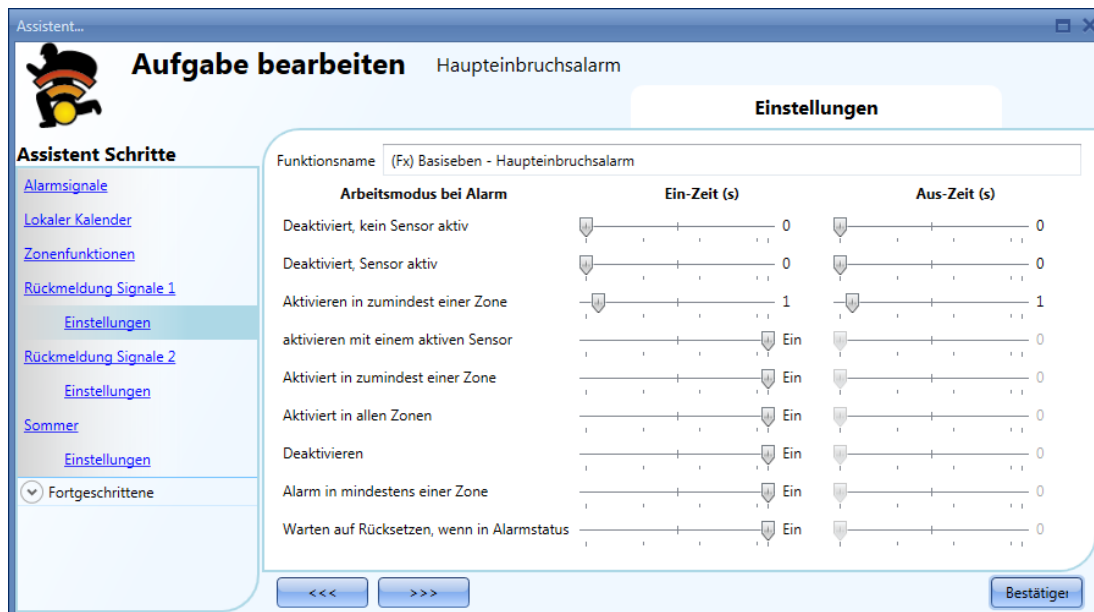 Assistent...
Aufgabe bearbeiten Haupteinbruchsalarm
Einstellungen
Assistent Schritte
Alarmsignale
Lokaler Kalender
Zonenfunktionen
Rückmeldung Signale 1
Einstellungen
Rückmeldung Signale 2
Einstellungen
Sommer
Einstellungen
Fortgeschrittene
Funktionsname (Fx) Basiseben - Haupteinbruchsalarm
Arbeitsmodus bei Alarm Ein-Zeit (s) Aus-Zeit (s)
Deaktiviert, kein Sensor aktiv 0 0
Deaktiviert, Sensor aktiv 0 0
Aktivieren in zumindest einer Zone 1 1
aktivieren mit einem aktiven Sensor Ein 0
Aktiviert in zumindest einer Zone Ein 0
Aktiviert in allen Zonen Ein 0
Deaktivieren Ein 0
Alarm in mindestens einer Zone Ein 0
Warten auf Rücksetzen, wenn in Alarmstatus Ein 0
<<< >>> Bestätiger